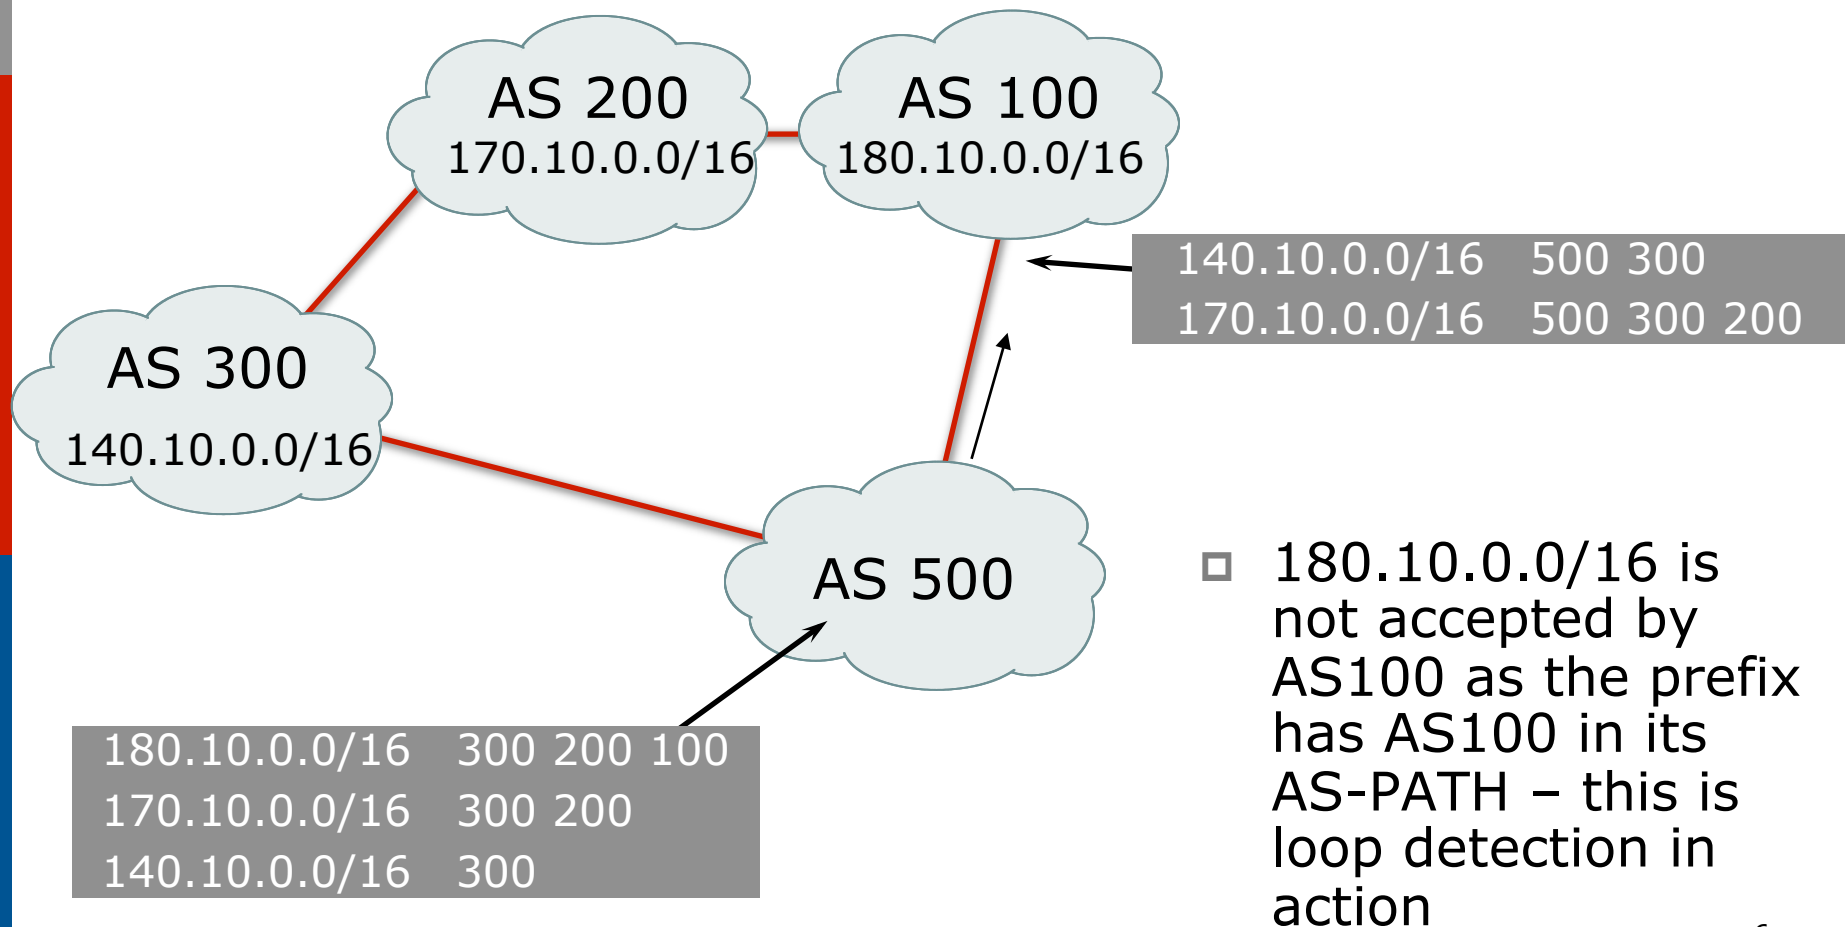 AS 200
170.10.0.0/16
AS 100
180.10.0.0/16
140.10.0.0/16 500 300
170.10.0.0/16 500 300 200
AS 300
140.10.0.0/16
AS 500
180.10.0.0/16 300 200 100
170.10.0.0/16 300 200
140.10.0.0/16 300
180.10.0.0/16 is
not accepted by
AS100 as the prefix
has AS100 in its
AS-PATH – this is
loop detection in
action